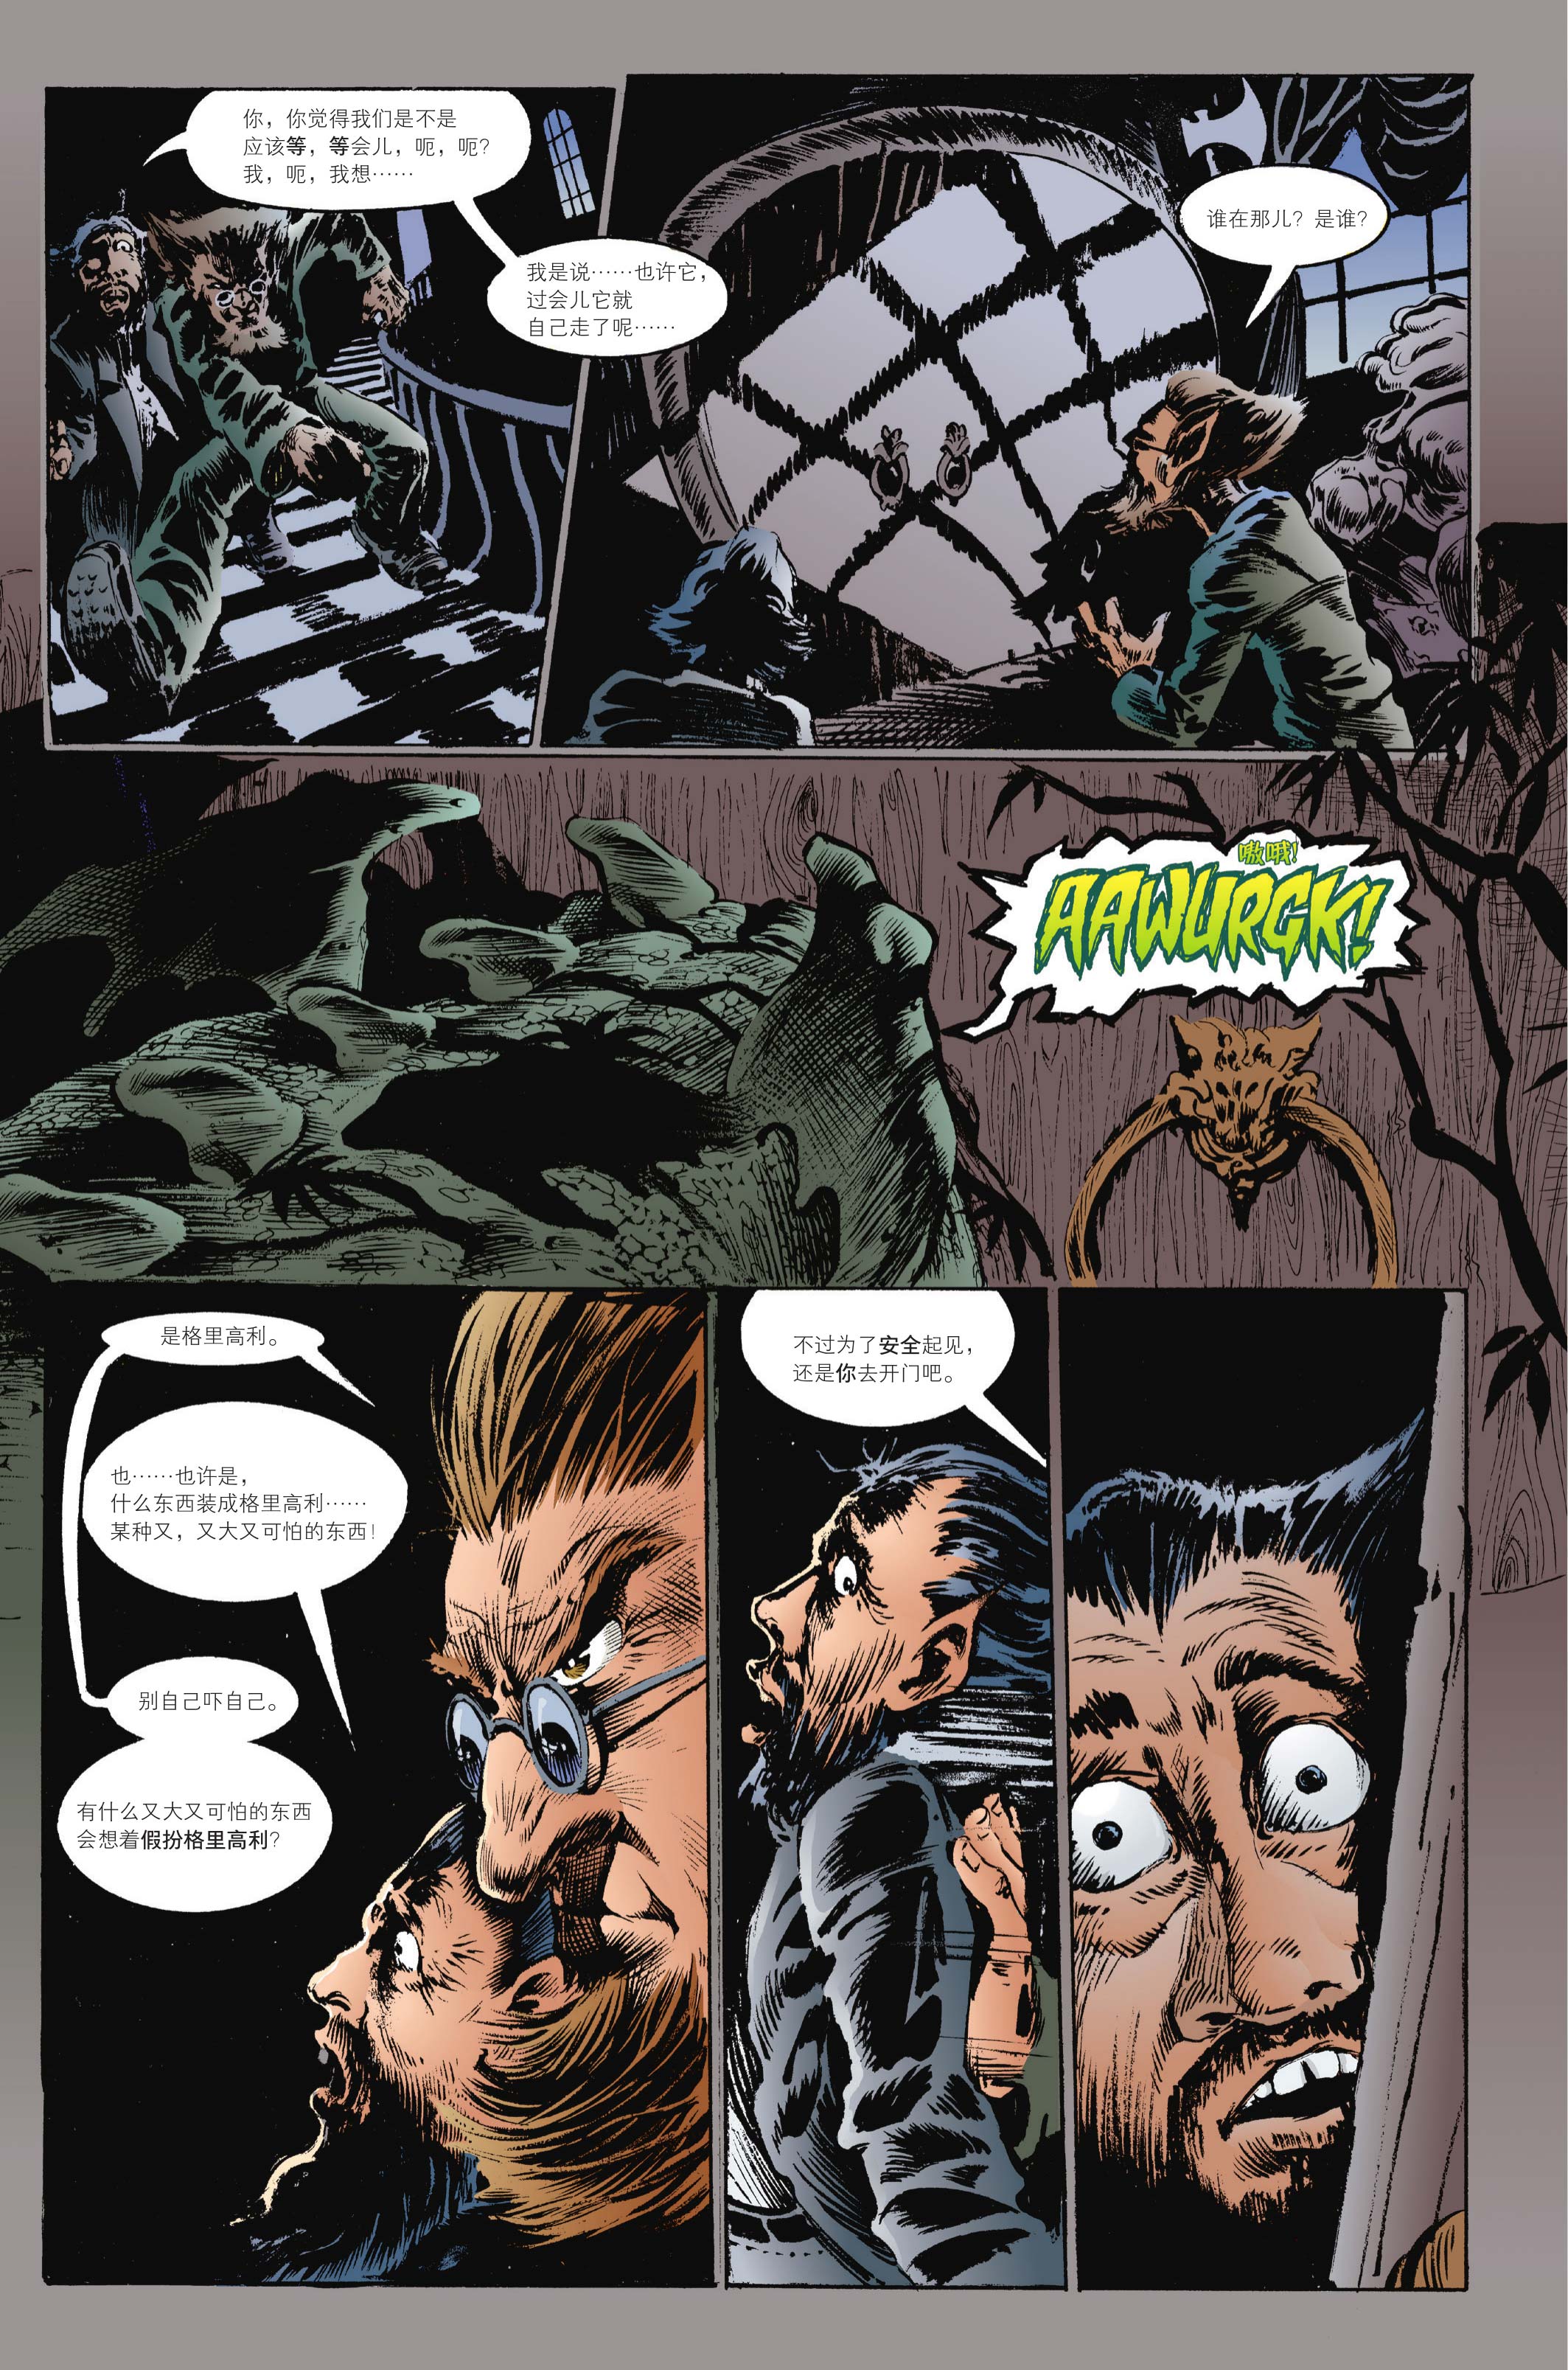 你，你觉得我们是不是
应该等，等会儿，呃，呃？
我，呃，我想……
我是说……也许它，
过会儿它就
自己走了呢……
谁在那儿？是谁？
嗷哦！
AAWURGK!
是格里高利。
也……也许是，
什么东西装成格里高利……
某种又，又大又可怕的东西！
别自己吓自己。
有什么又大又可怕的东西
会想着假扮格里高利？
不过为了安全起见，
还是你去开门吧。